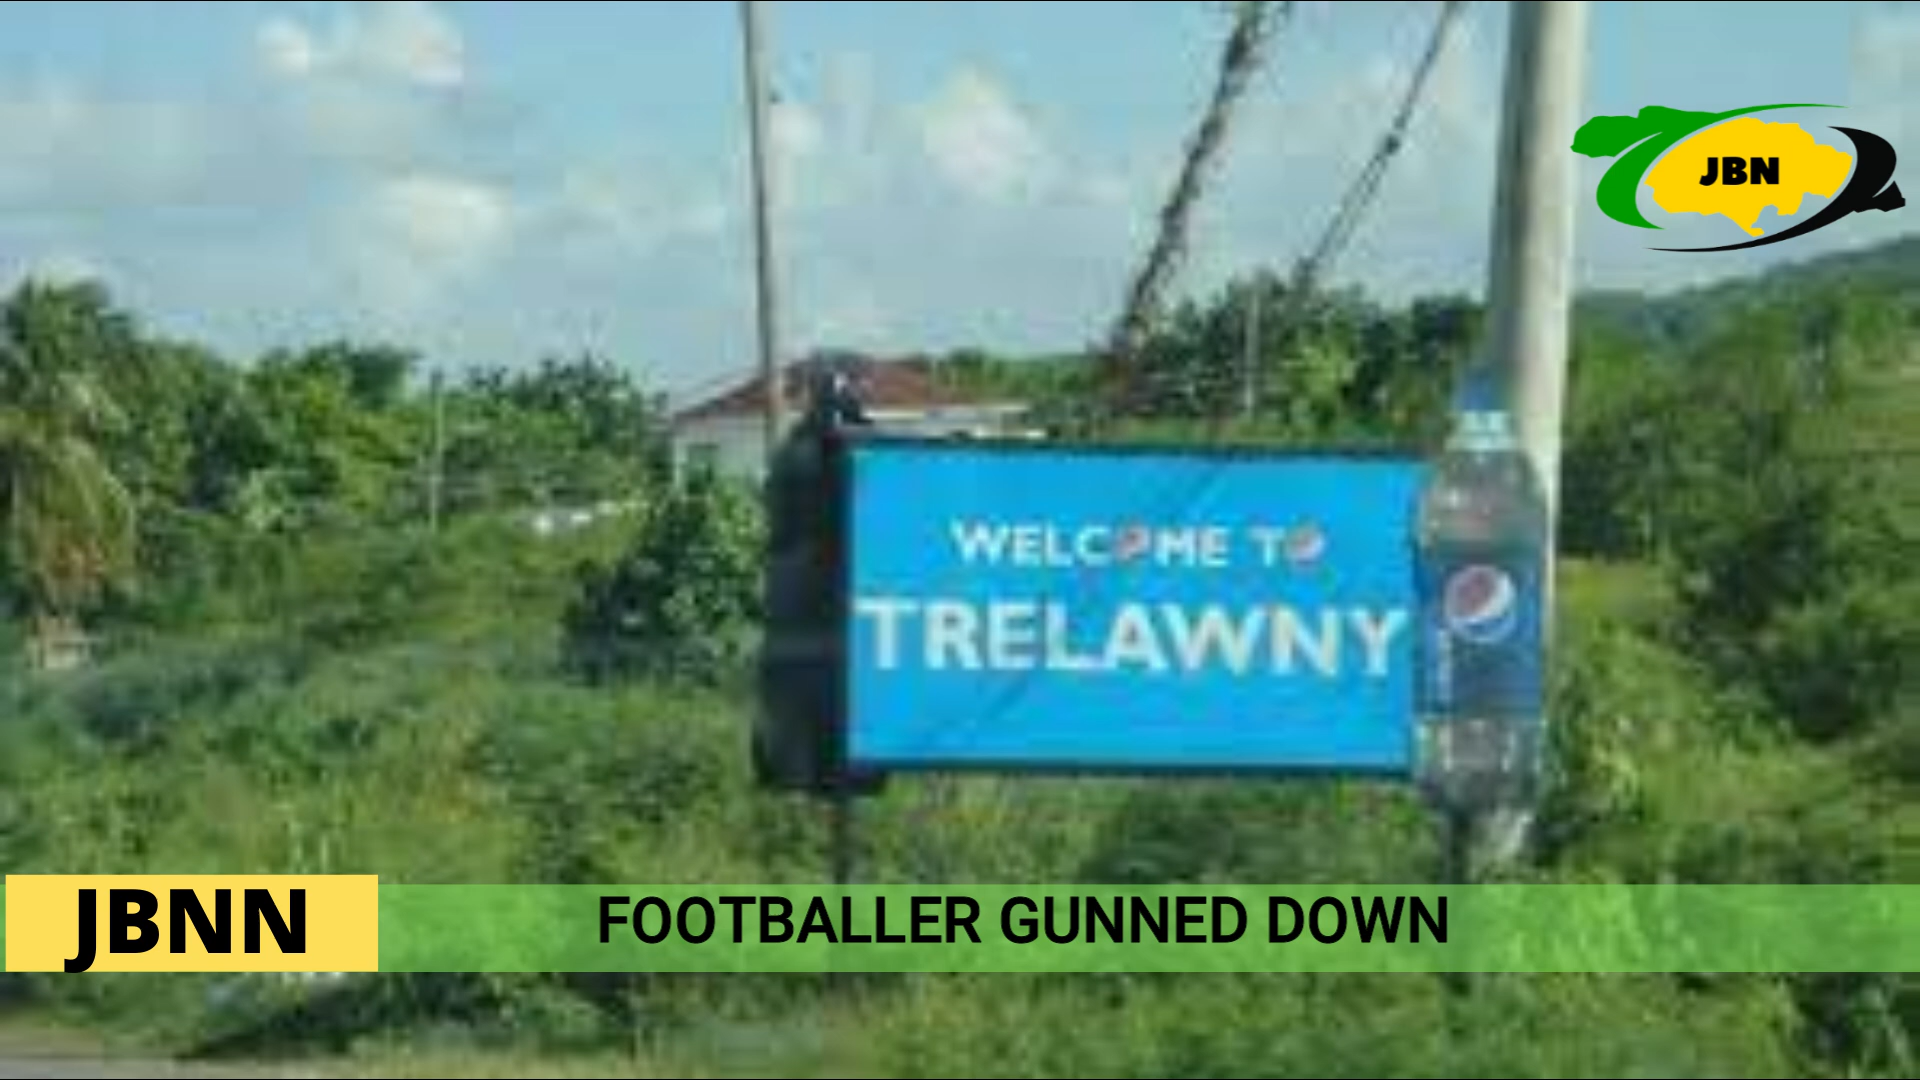 JBN
WELCOME TO
TRELAWNY
JBNN
FOOTBALLER GUNNED DOWN